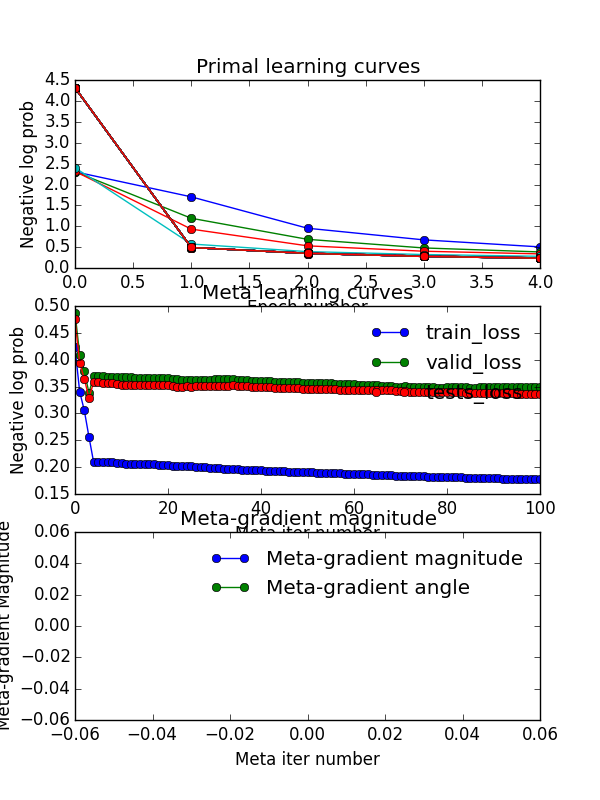 Primal learning curves
4.5
4.0
3.5
3.0
2.5
2.0
1.5
1.0
0.5
0.0
Negative log prob
0.0 0.5 1.0 1.5 2.0 2.5 3.0 3.5 4.0
Epoch number
Meta learning curves
0.50
0.45
0.40
0.35
0.30
0.25
0.20
0.15
Negative log prob
train_loss
valid_loss
tests_loss
0 20 40 60 80 100
Meta iter number
Meta-gradient magnitude
0.06
0.04
0.02
0.00
−0.02
−0.04
−0.06
Meta-gradient Magnitude
Meta-gradient magnitude
Meta-gradient angle
−0.06 −0.04 −0.02 0.00 0.02 0.04 0.06
Meta iter number